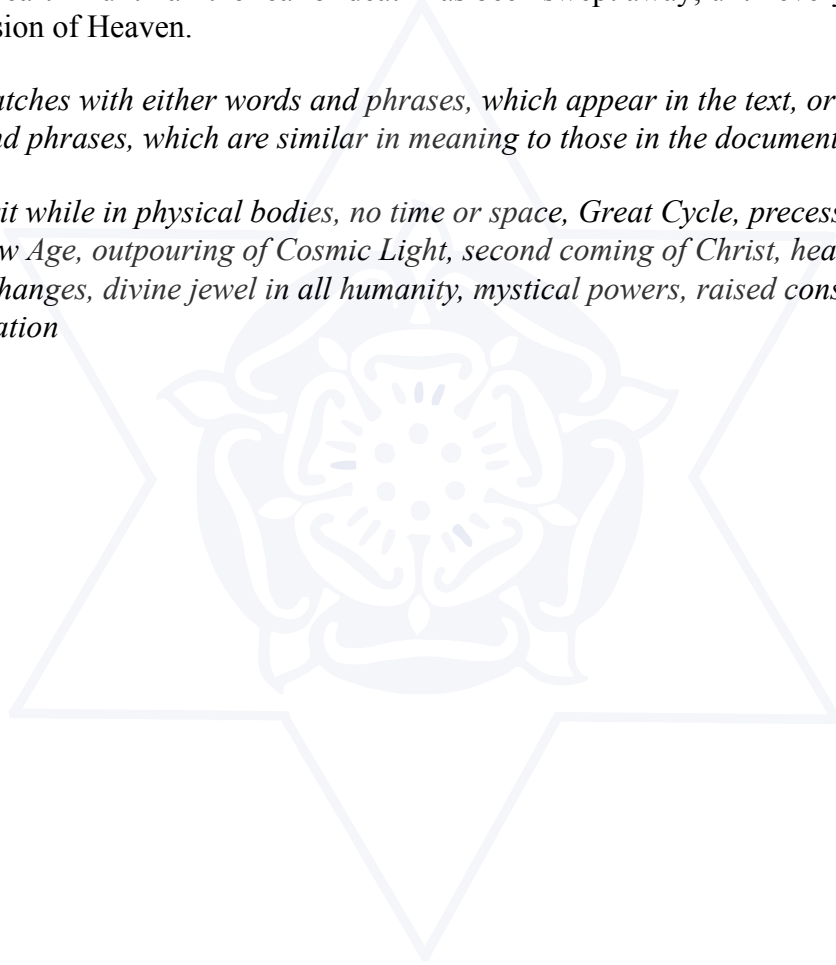 sion of Heaven.
atches with either words and phrases, which appear in the text, or
nd phrases, which are similar in meaning to those in the document
it while in physical bodies, no time or space, Great Cycle, precess
w Age, outpouring of Cosmic Light, second coming of Christ, hea
hanges, divine jewel in all humanity, mystical powers, raised cons
ation